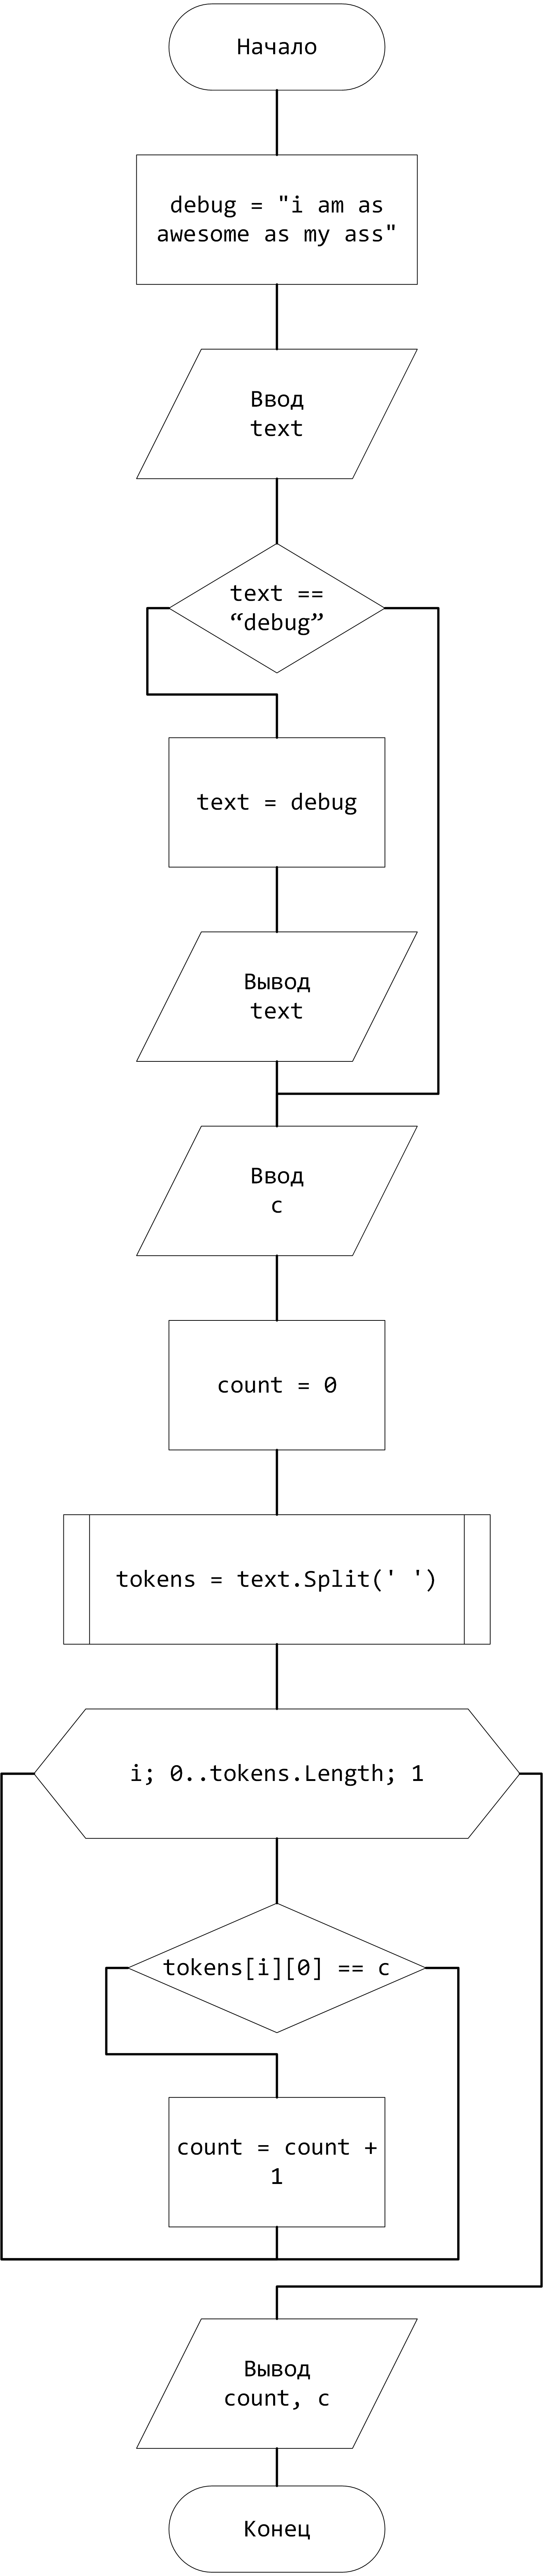 Начало
debug = "i am as
awesome as my ass"
Ввод
text
text ==
“debug”
text = debug
Вывод
text
Ввод
c
count = 0
tokens = text.Split(' ')
i; 0..tokens.Length; 1
tokens[i][0] == c
count = count +
1
Вывод
count, c
Конец